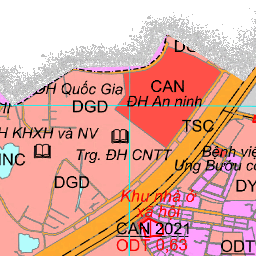 DG
ĐH Quốc Gia
CAN
DGD
ĐH An ninh
TSC
H KHXH và NV
Trg. ĐH CNTT
Bệnh việ
Ung Bướu cơ
NC
DGD
DY
Khu nhà ở
xã hội
CAN 2021
ODT 0,63
ODT